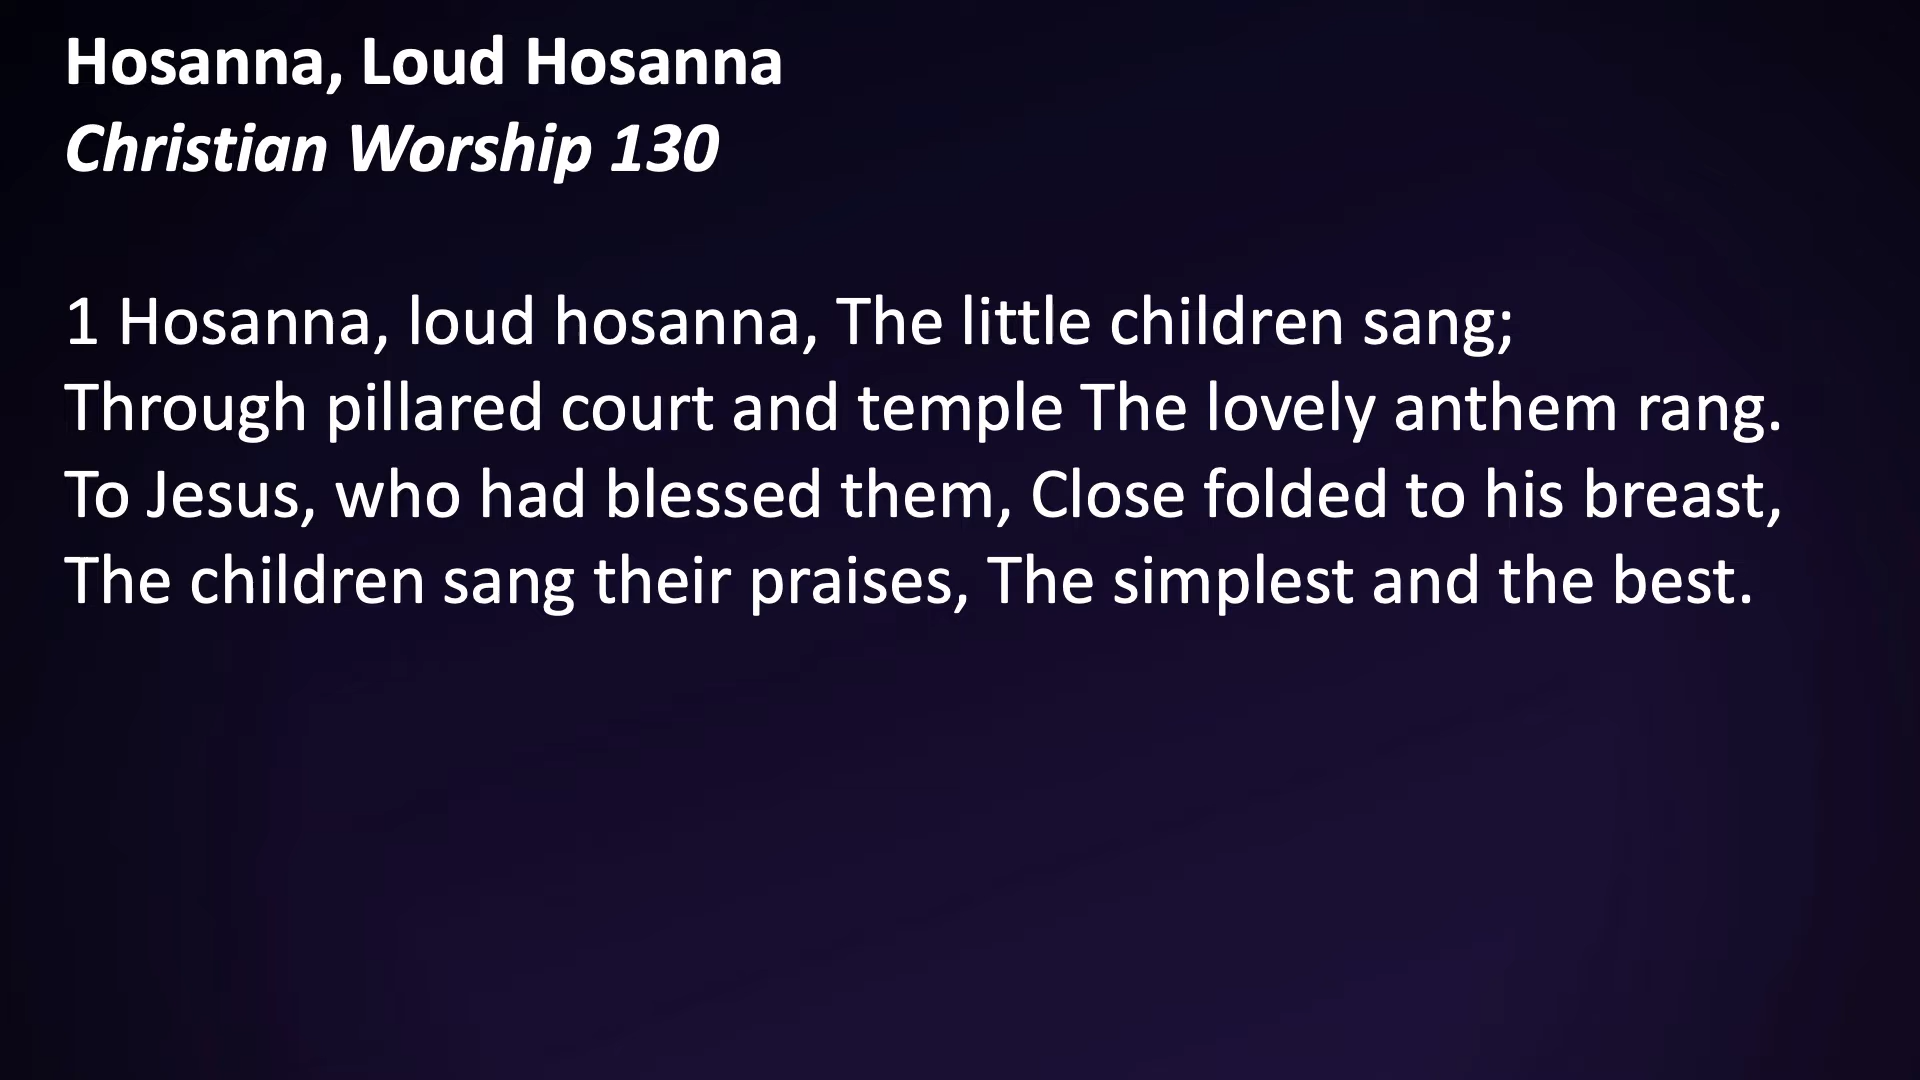 Hosanna, Loud Hosanna
Christian Worship 130
1 Hosanna, loud hosanna, The little children sang;
Through pillared court and temple The lovely anthem rang.
To Jesus, who had blessed them, Close folded to his breast,
The children sang their praises, The simplest and the best.